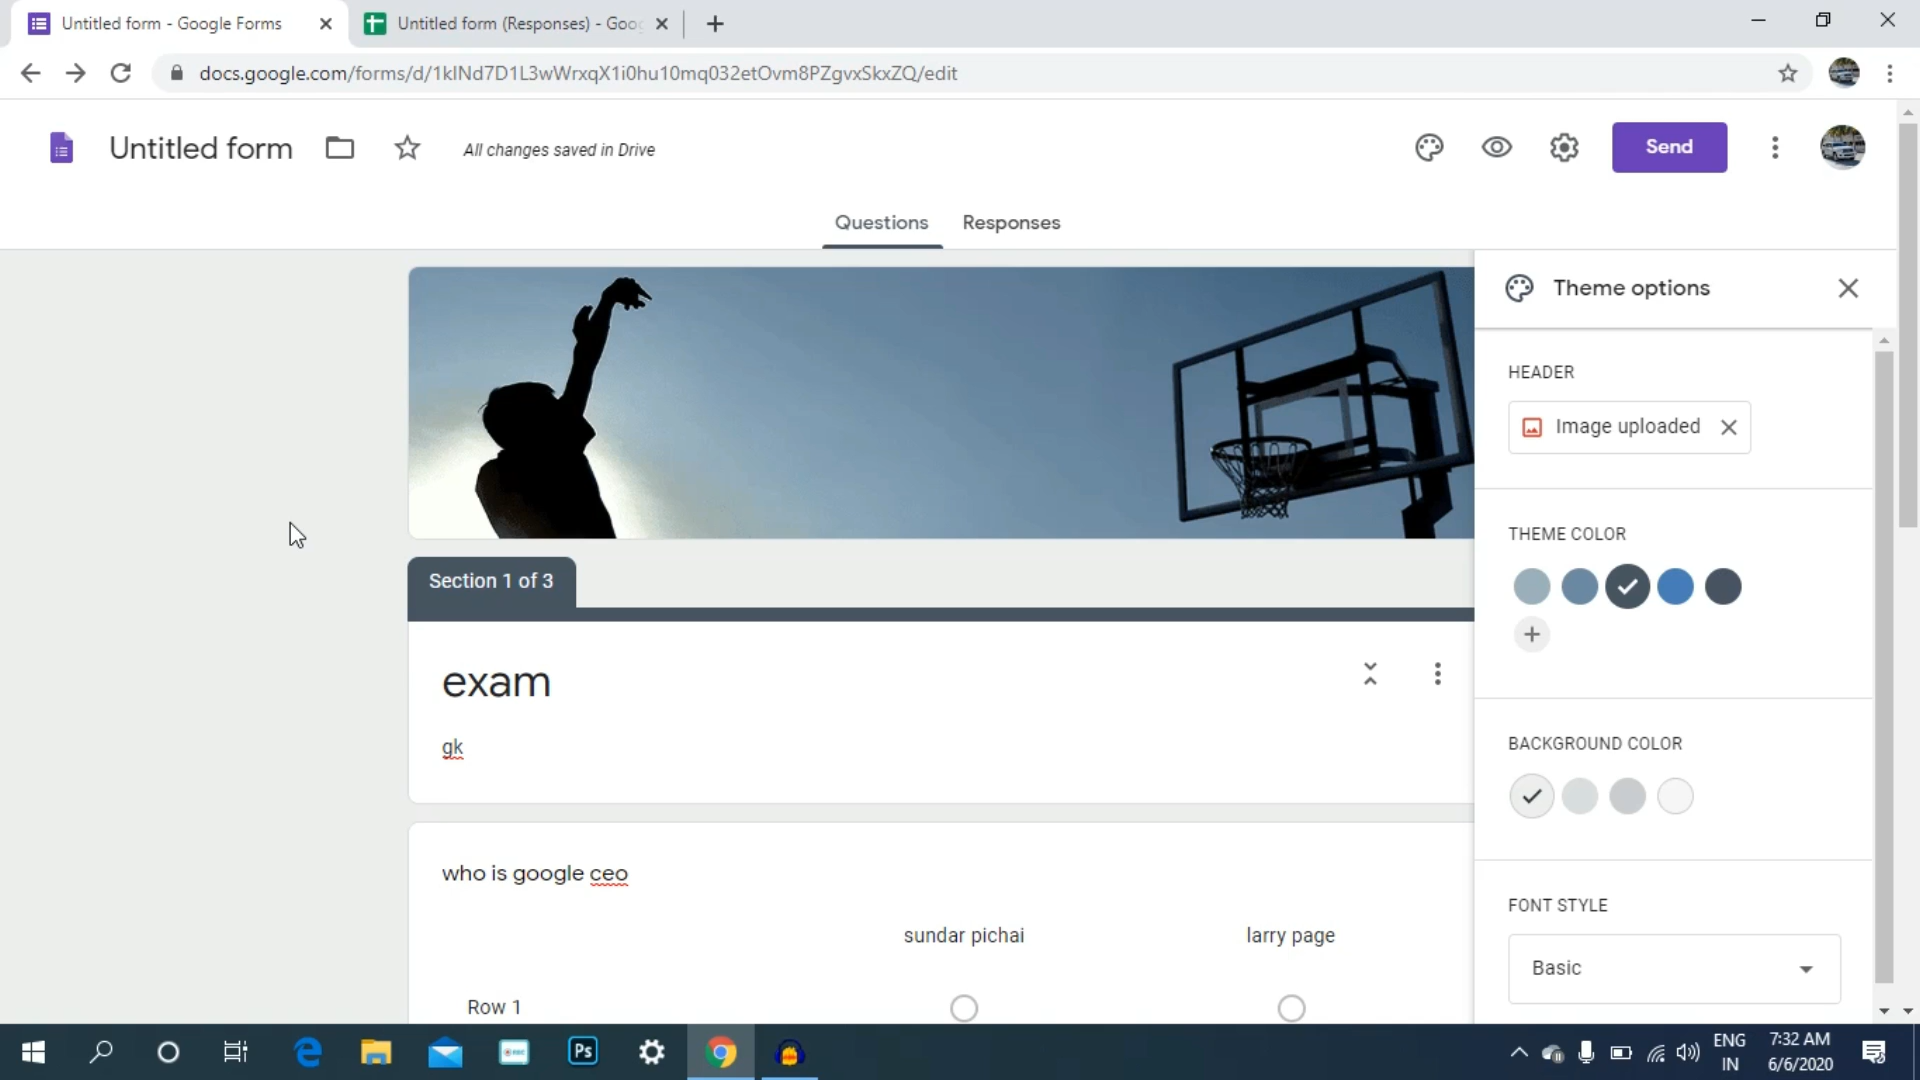 Untitled form - Google Forms
Untitled form (Responses) - Goo
docs.google.com/forms/d/1kINd7D1L3wWrxqX1i0hu10mq032etOvm8PZgvxSkxZQ/edit
Untitled form
All changes saved in Drive
Send
Questions
Responses
Theme options
HEADER
Image uploaded
THEME COLOR
Section 1 of 3
exam
gk
BACKGROUND COLOR
who is google ceo
sundar pichai
larry page
Row 1
FONT STYLE
Basic
Ps
ENG
IN
7:32 AM
6/6/2020